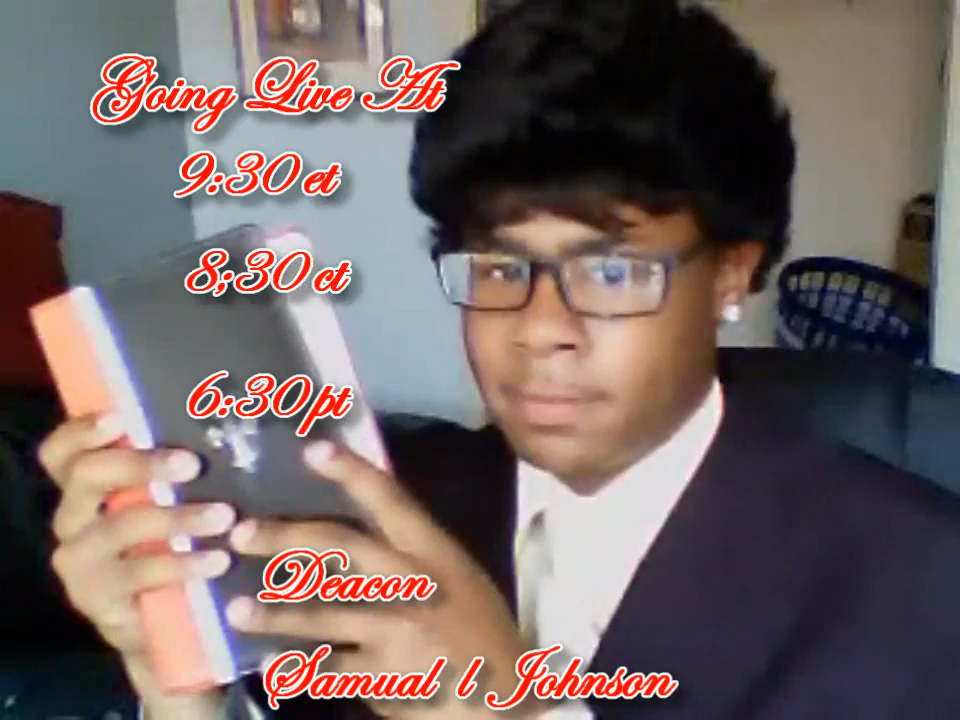 Going Live At
9:30 et
8;30 ct
6:30 pt
Deacon
Samual l Johnson